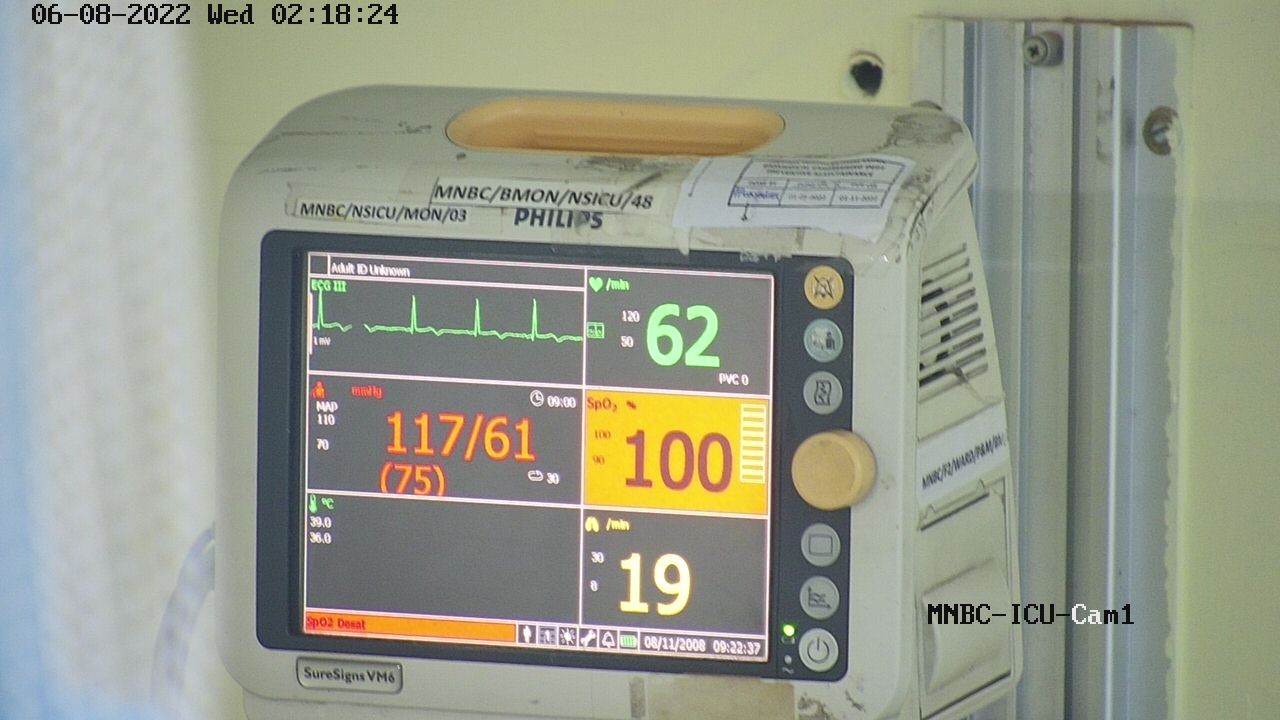 06-08-2022 Wed 02:18:24
MNBC/BMON/NSICU/48
MNBC/NSICU/MON/03
PHILIPS
Adult ID Unknown
ECG III
1 mV
/min
120
50
62
PVC 0
mmHg
09:00
MAP
110
70
117/61
(75)
30
SpO₂ %
100
90
100
°C
39.0
36.0
/min
30
8
19
SpO2 Desat
08/11/2008 09:22:37
SureSigns VM6
MNBC-ICU-Cam1